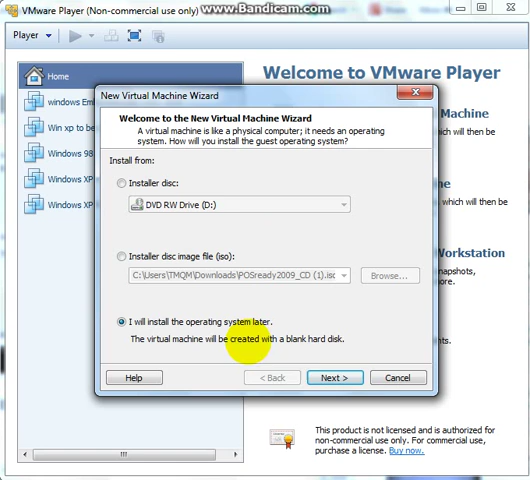 VMware Player (Non-commercial use only)
www.Bandicam.com
Player
Home
windows Em
Win xp to be
Windows 98
Windows XP
Windows XP
Welcome to VMware Player
Machine
which will then be
ne
which will then be
Workstation
snapshots,
ore.
nts.
New Virtual Machine Wizard
Welcome to the New Virtual Machine Wizard
A virtual machine is like a physical computer; it needs an operating
system. How will you install the guest operating system?
Install from:
Installer disc:
DVD RW Drive (D:)
Installer disc image file (iso):
C:\Users\TMQM\Downloads\POSready2009_CD (1).isc
Browse...
I will install the operating system later.
The virtual machine will be created with a blank hard disk.
Help
< Back
Next >
Cancel
This product is not licensed and is authorized for
non-commercial use only. For commercial use,
purchase a license. Buy now.